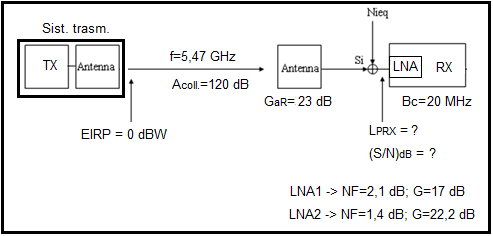 Sist. trasm.
TX
Antenna
EIRP = 0 dBW
f=5,47 GHz
Acoll.=120 dB
Antenna
GaR= 23 dB
Si
Nieq
LNA
RX
Bc=20 MHz
LPRX = ?
(S/N)dB = ?
LNA1 -> NF=2,1 dB; G=17 dB
LNA2 -> NF=1,4 dB; G=22,2 dB